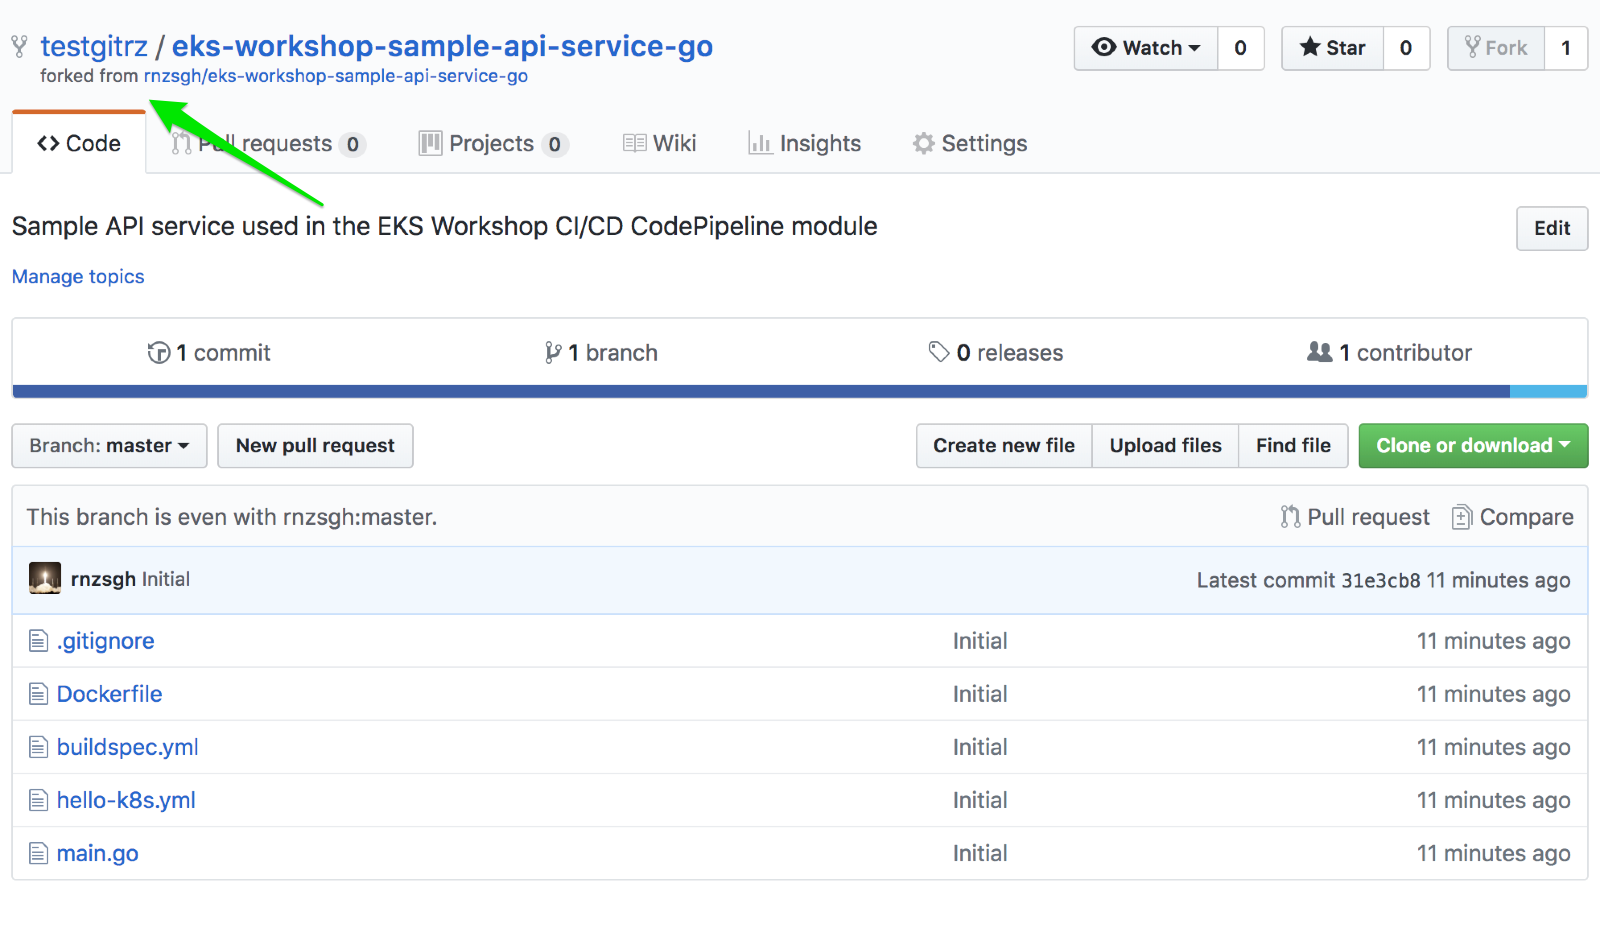 testgitrz / eks-workshop-sample-api-service-go Watch 0 Star 0 Fork 1
forked from rnzsgh/eks-workshop-sample-api-service-go
Code Pull requests 0 Projects 0 Wiki Insights Settings
Sample API service used in the EKS Workshop CI/CD CodePipeline module Edit
Manage topics
1 commit 1 branch 0 releases 1 contributor
Branch: master New pull request Create new file Upload files Find file Clone or download
This branch is even with rnzsgh:master. Pull request Compare
rnzsgh Initial Latest commit 31e3cb8 11 minutes ago
.gitignore Initial 11 minutes ago
Dockerfile Initial 11 minutes ago
buildspec.yml Initial 11 minutes ago
hello-k8s.yml Initial 11 minutes ago
main.go Initial 11 minutes ago